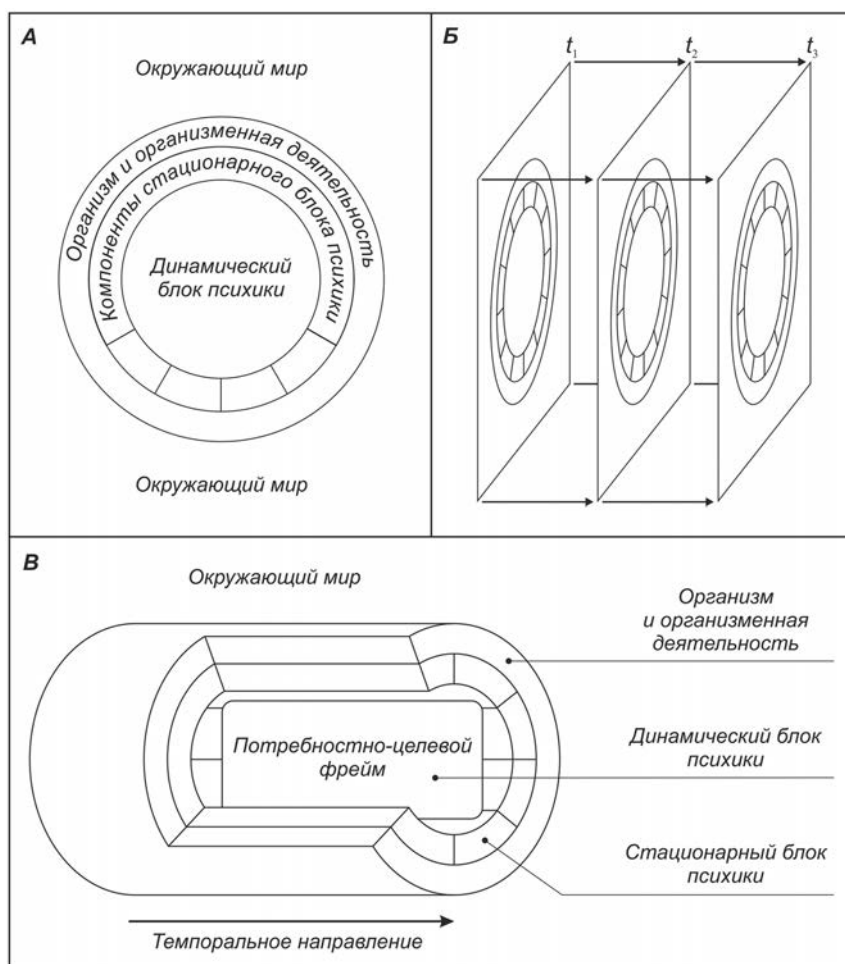 А
Окружающий мир
Организм и организменная деятельность
Компоненты стационарного блока психики
Динамический
блок психики
Окружающий мир
Б
t₁
t₂
t₃
В
Окружающий мир
Организм
и организменная
деятельность
Потребностно-целевой
фрейм
Динамический блок
психики
Стационарный блок
психики
Темпоральное направление